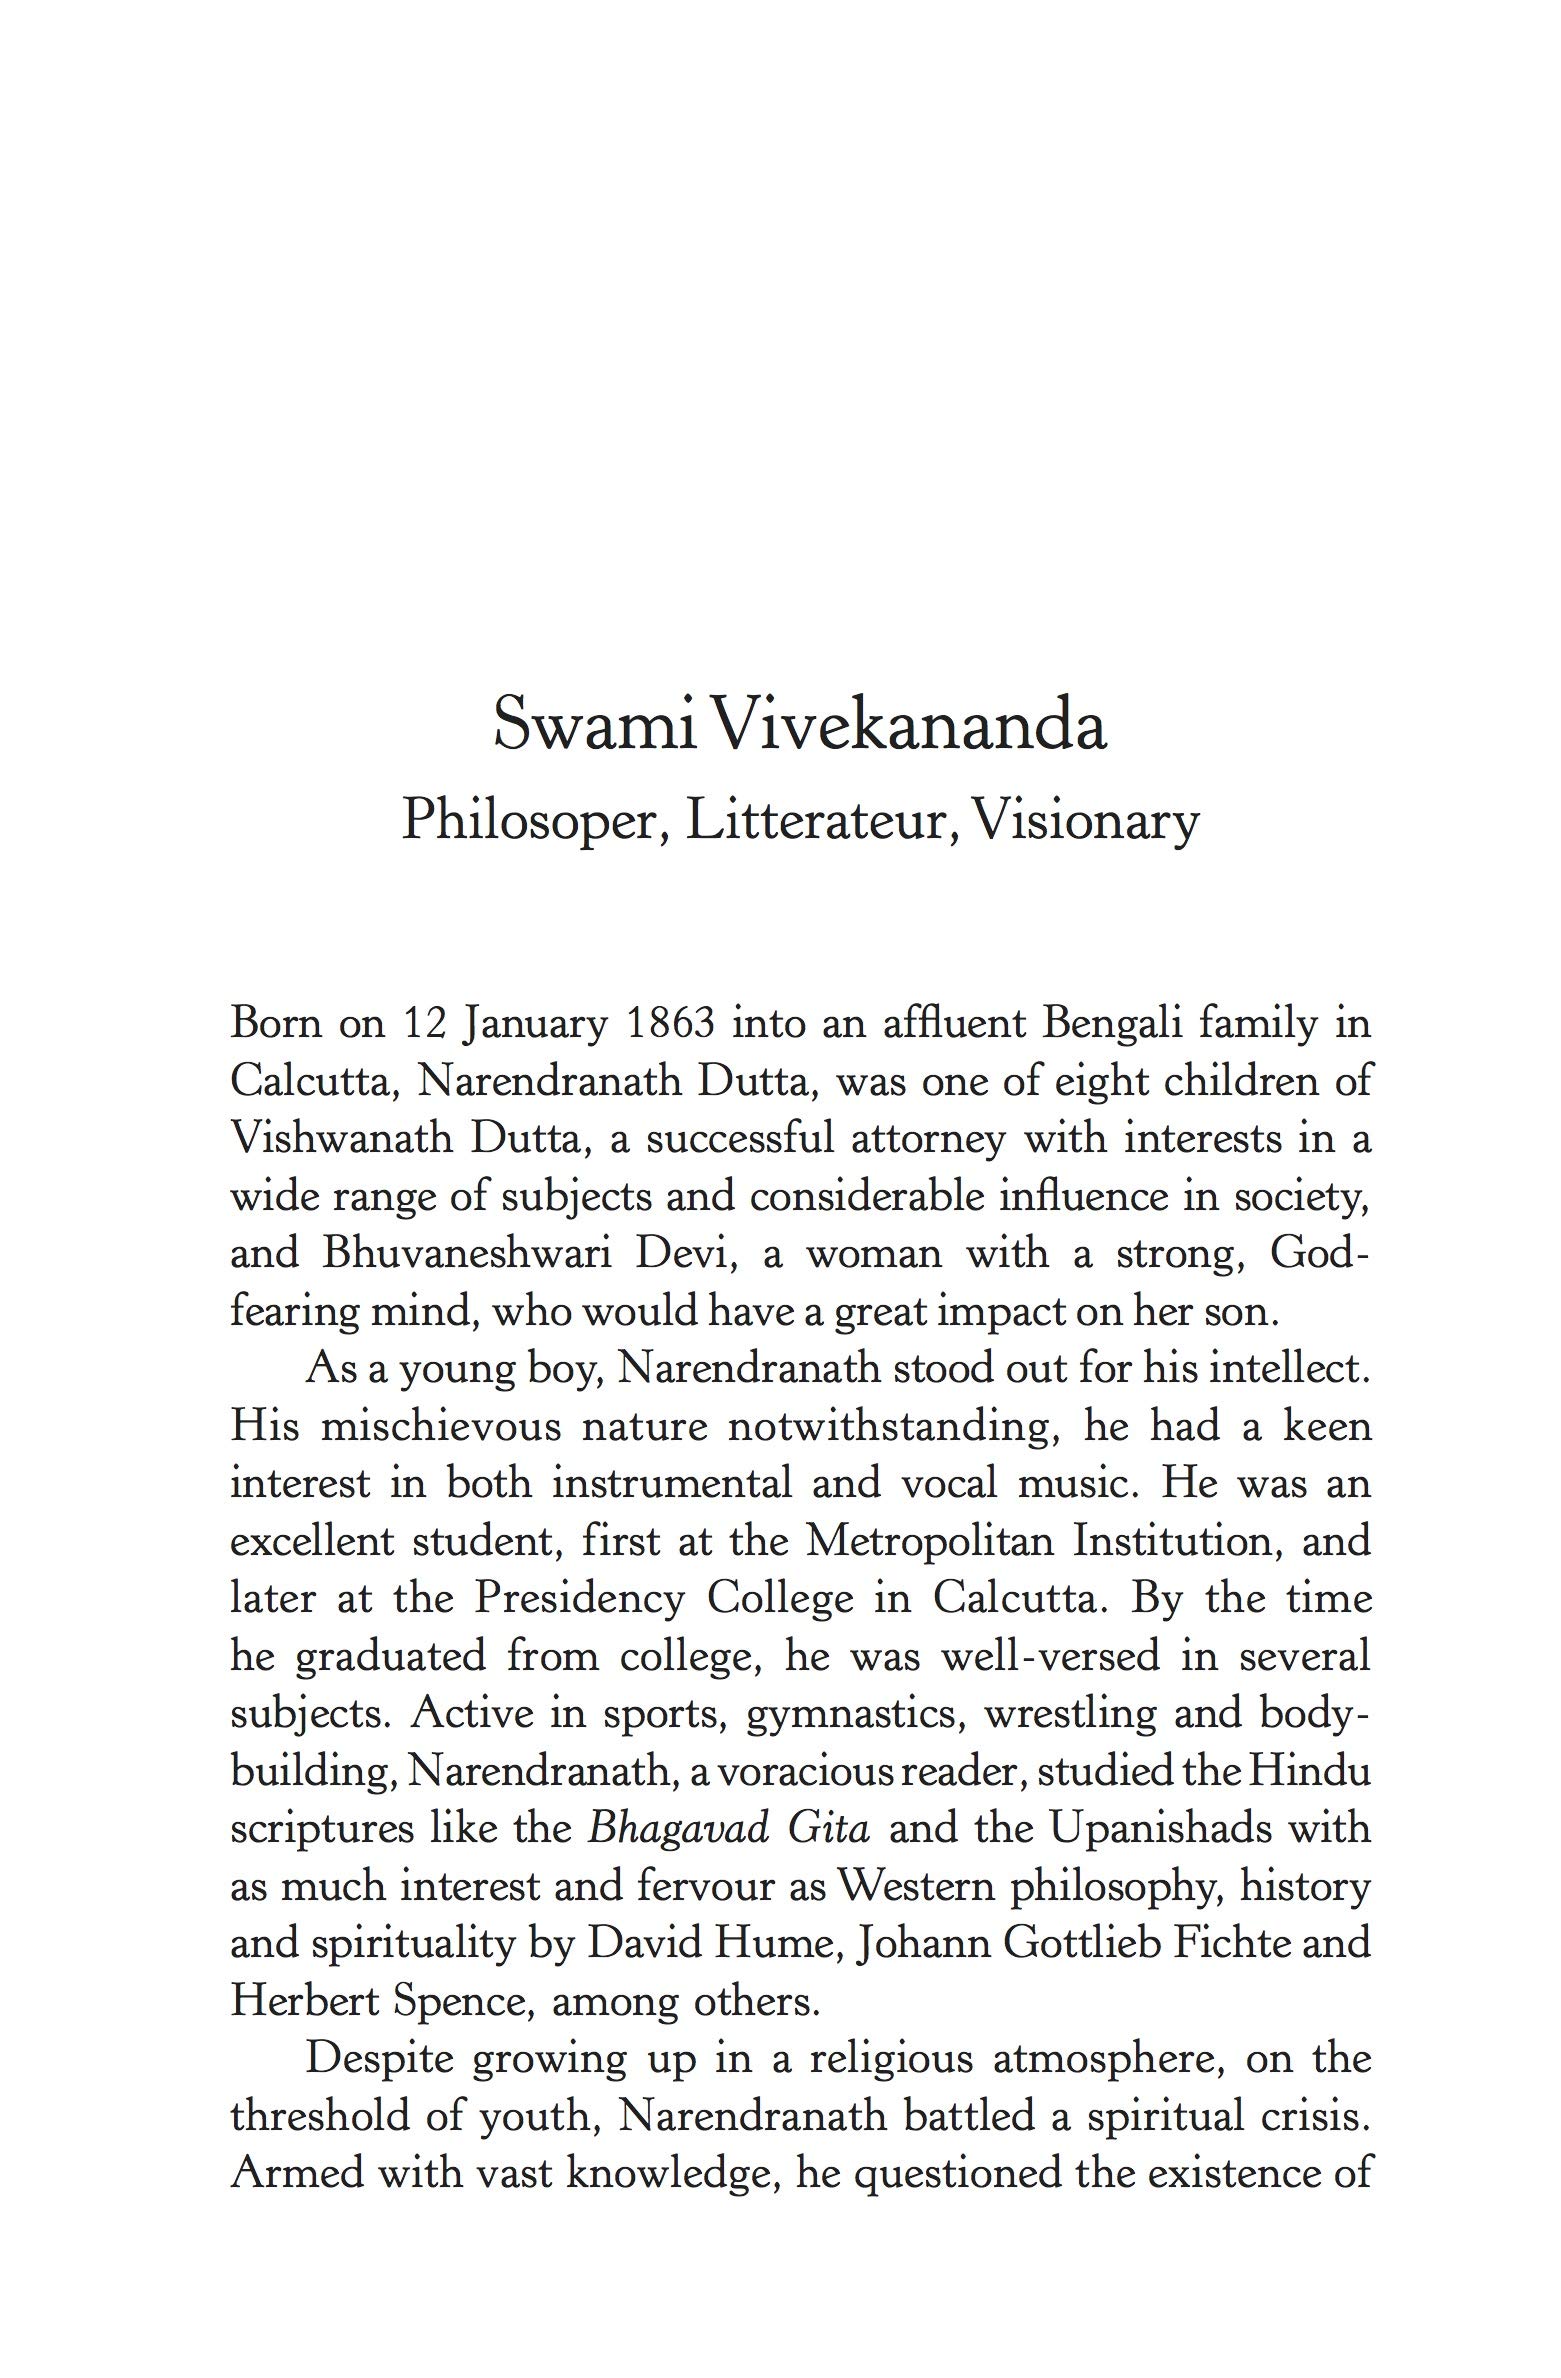 Swami Vivekananda
Philosoper, Litterateur, Visionary
Born on 12 January 1863 into an affluent Bengali family in
Calcutta, Narendranath Dutta, was one of eight children of
Vishwanath Dutta, a successful attorney with interests in a
wide range of subjects and considerable influence in society,
and Bhuvaneshwari Devi, a woman with a strong, God-
fearing mind, who would have a great impact on her son.
As a young boy, Narendranath stood out for his intellect.
His mischievous nature notwithstanding, he had a keen
interest in both instrumental and vocal music. He was an
excellent student, first at the Metropolitan Institution, and
later at the Presidency College in Calcutta. By the time
he graduated from college, he was well-versed in several
subjects. Active in sports, gymnastics, wrestling and body-
building, Narendranath, a voracious reader, studied the Hindu
scriptures like the Bhagavad Gita and the Upanishads with
as much interest and fervour as Western philosophy, history
and spirituality by David Hume, Johann Gottlieb Fichte and
Herbert Spence, among others.
Despite growing up in a religious atmosphere, on the
threshold of youth, Narendranath battled a spiritual crisis.
Armed with vast knowledge, he questioned the existence of